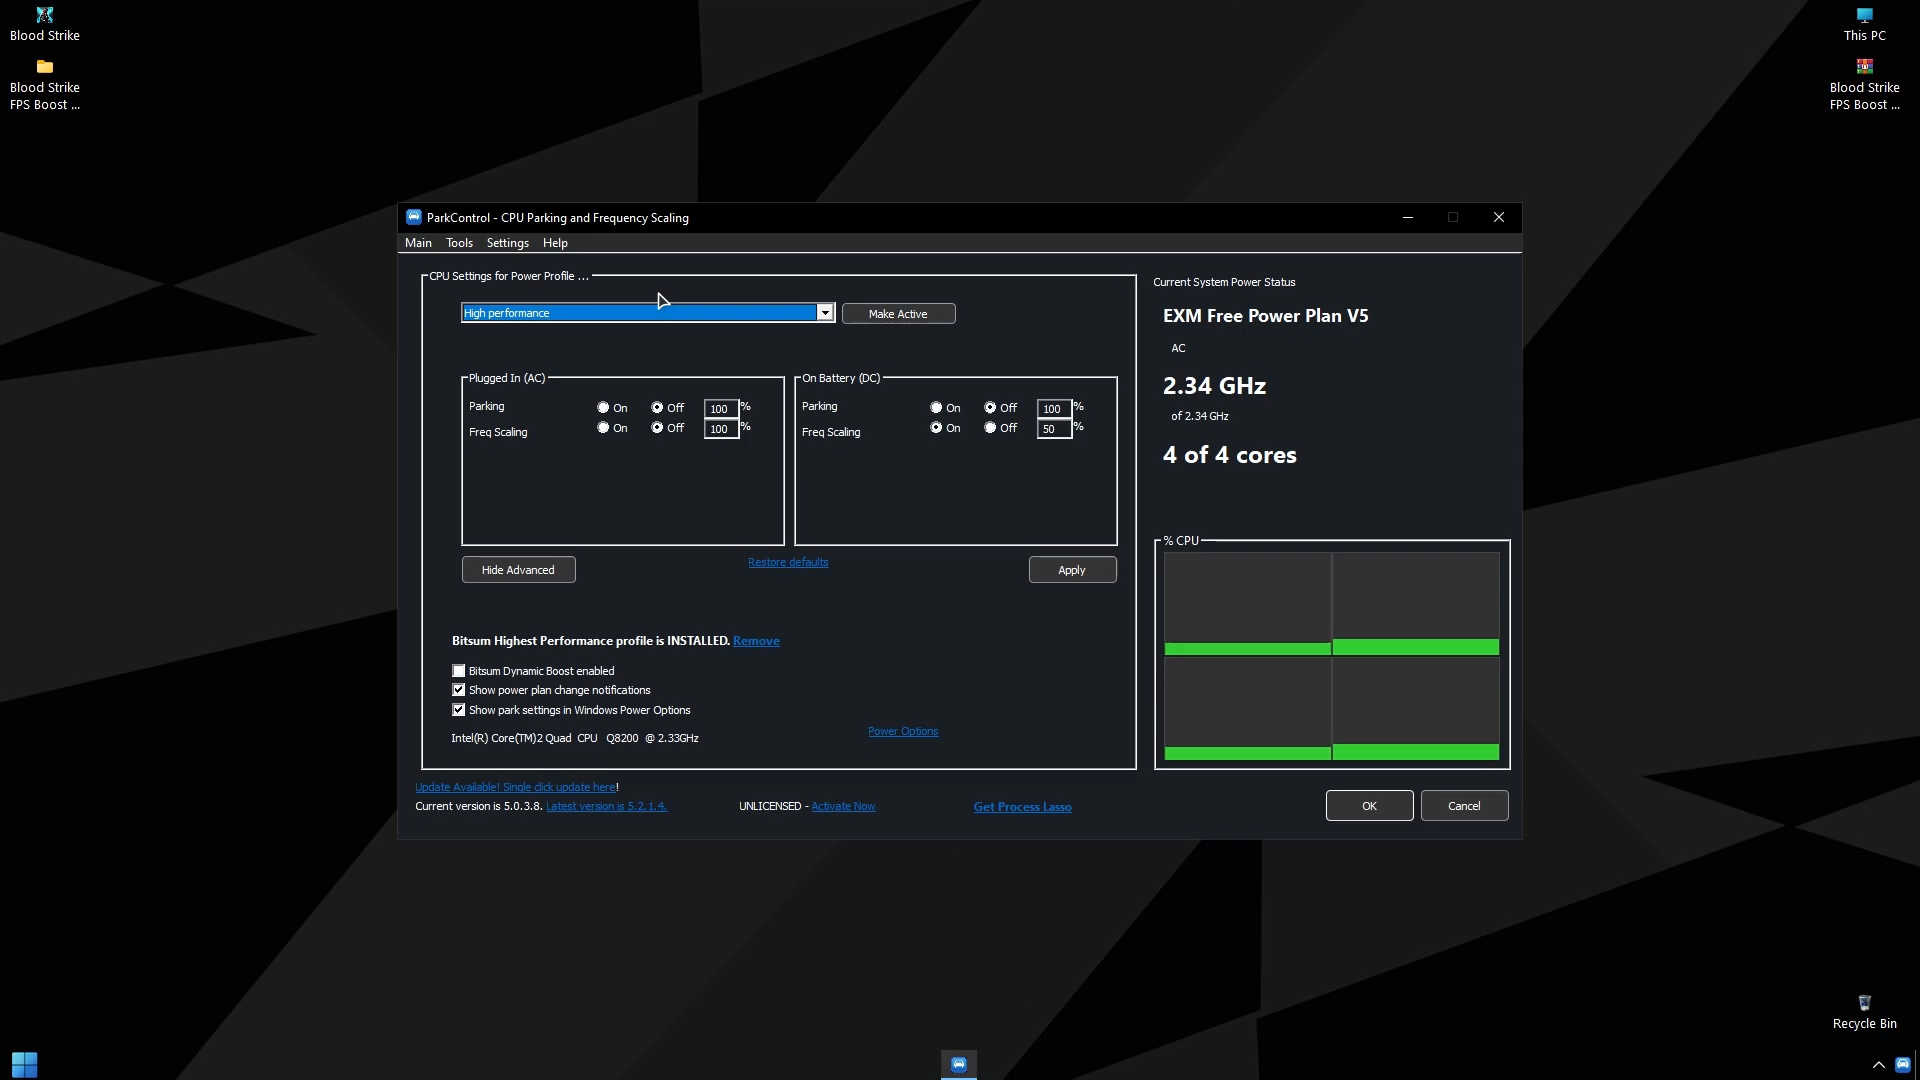 Blood Strike
Blood Strike
FPS Boost ...
This PC
Blood Strike
FPS Boost ...
ParkControl - CPU Parking and Frequency Scaling
Main Tools Settings Help
CPU Settings for Power Profile ...
High performance
Make Active
Plugged In (AC)
Parking On Off 100 %
Freq Scaling On Off 100 %
On Battery (DC)
Parking On Off 100 %
Freq Scaling On Off 50 %
Hide Advanced
Restore defaults
Apply
Bitsum Highest Performance profile is INSTALLED. Remove
Bitsum Dynamic Boost enabled
Show power plan change notifications
Show park settings in Windows Power Options
Intel(R) Core(TM)2 Quad CPU Q8200 @ 2.33GHz
Power Options
Current System Power Status
EXM Free Power Plan V5
AC
2.34 GHz
of 2.34 GHz
4 of 4 cores
% CPU
Update Available! Single click update here!
Current version is 5.0.3.8. Latest version is 5.2.1.4.
UNLICENSED - Activate Now
Get Process Lasso
OK
Cancel
Recycle Bin